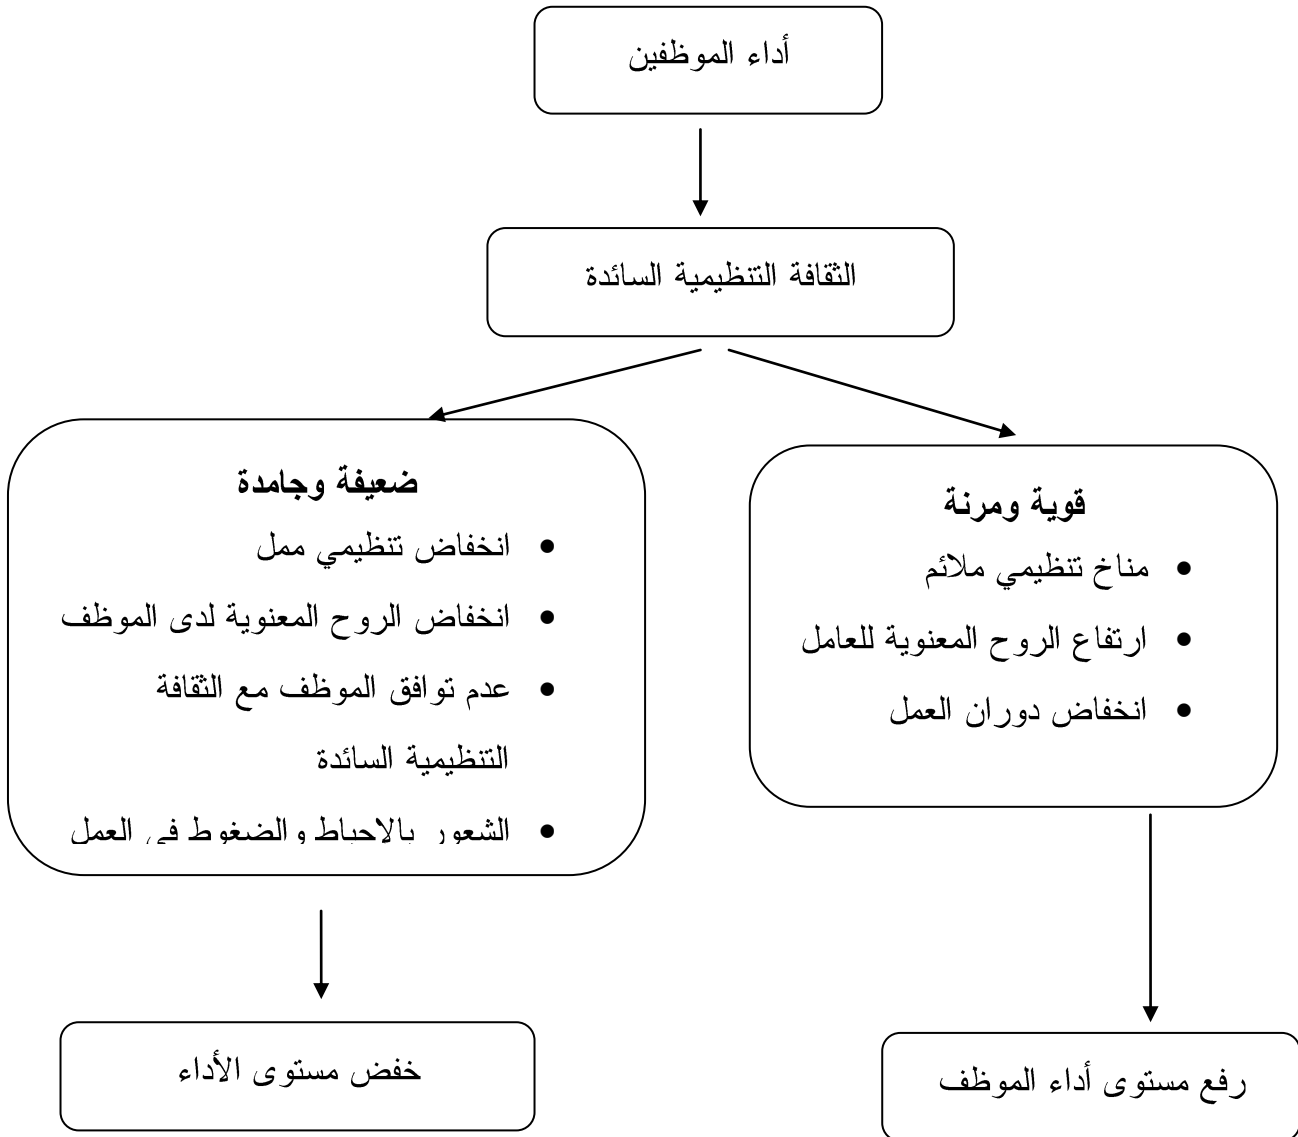 أداء الموظفين
الثقافة التنظيمية السائدة
قوية ومرنة
• مناخ تنظيمي ملائم
• ارتفاع الروح المعنوية للعامل
• انخفاض دوران العمل
ضعيفة وجامدة
• انخفاض تنظيمي ممل
• انخفاض الروح المعنوية لدى الموظف
• عدم توافق الموظف مع الثقافة
التنظيمية السائدة
• الشعور بالاحباط والضغوط في العمل
رفع مستوى أداء الموظف
خفض مستوى الأداء